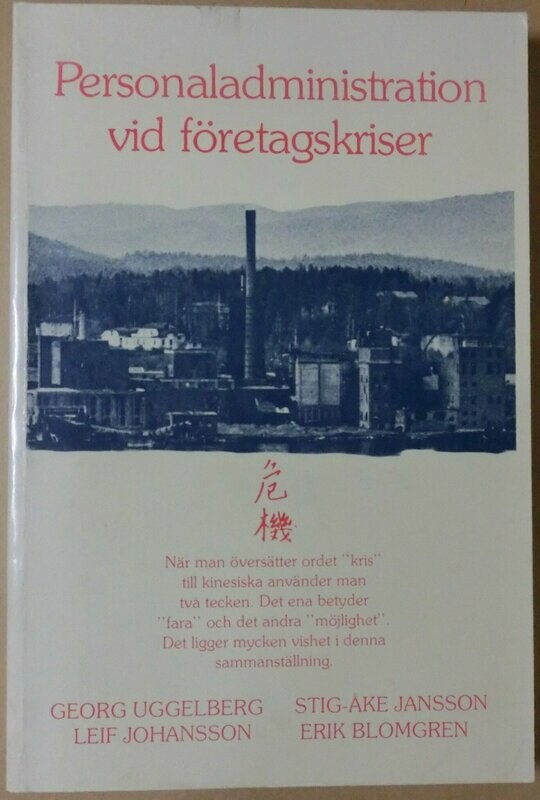 Personaladministration
vid företagskriser
危
機
När man översätter ordet "kris"
till kinesiska använder man
två tecken. Det ena betyder
"fara" och det andra "möjlighet".
Det ligger mycken vishet i denna
sammanställning.
GEORG UGGELBERG STIG-ÅKE JANSSON
LEIF JOHANSSON ERIK BLOMGREN